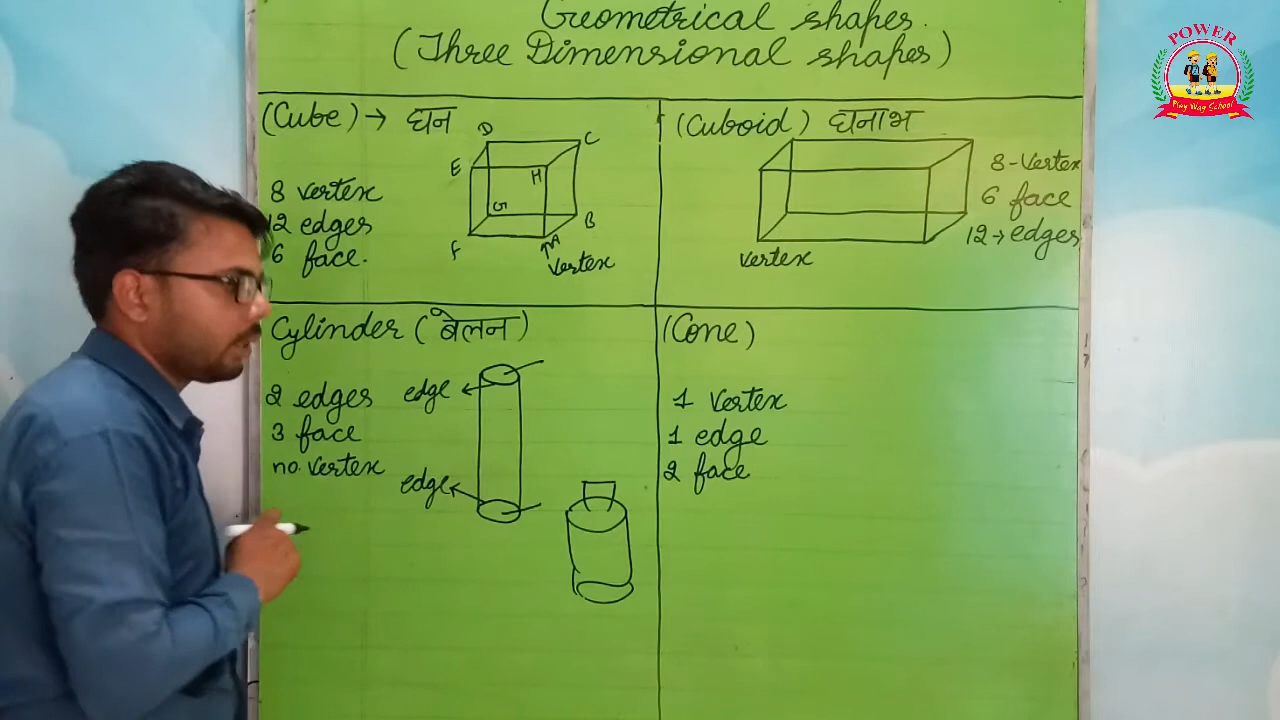 Geometrical shapes.
(Three Dimensional shapes)
(Cube) → घन
D
C
E
H
8 vertex
12 edges
6 face.
G
B
F
A
vertex
(Cuboid) घनाभ
8-vertex
6 face
12→edges
vertex
Cylinder (बेलन)
2 edges
3 face
no. vertex
edge
edge
(Cone)
1 vertex
1 edge
2 face
POWER
Play Way School